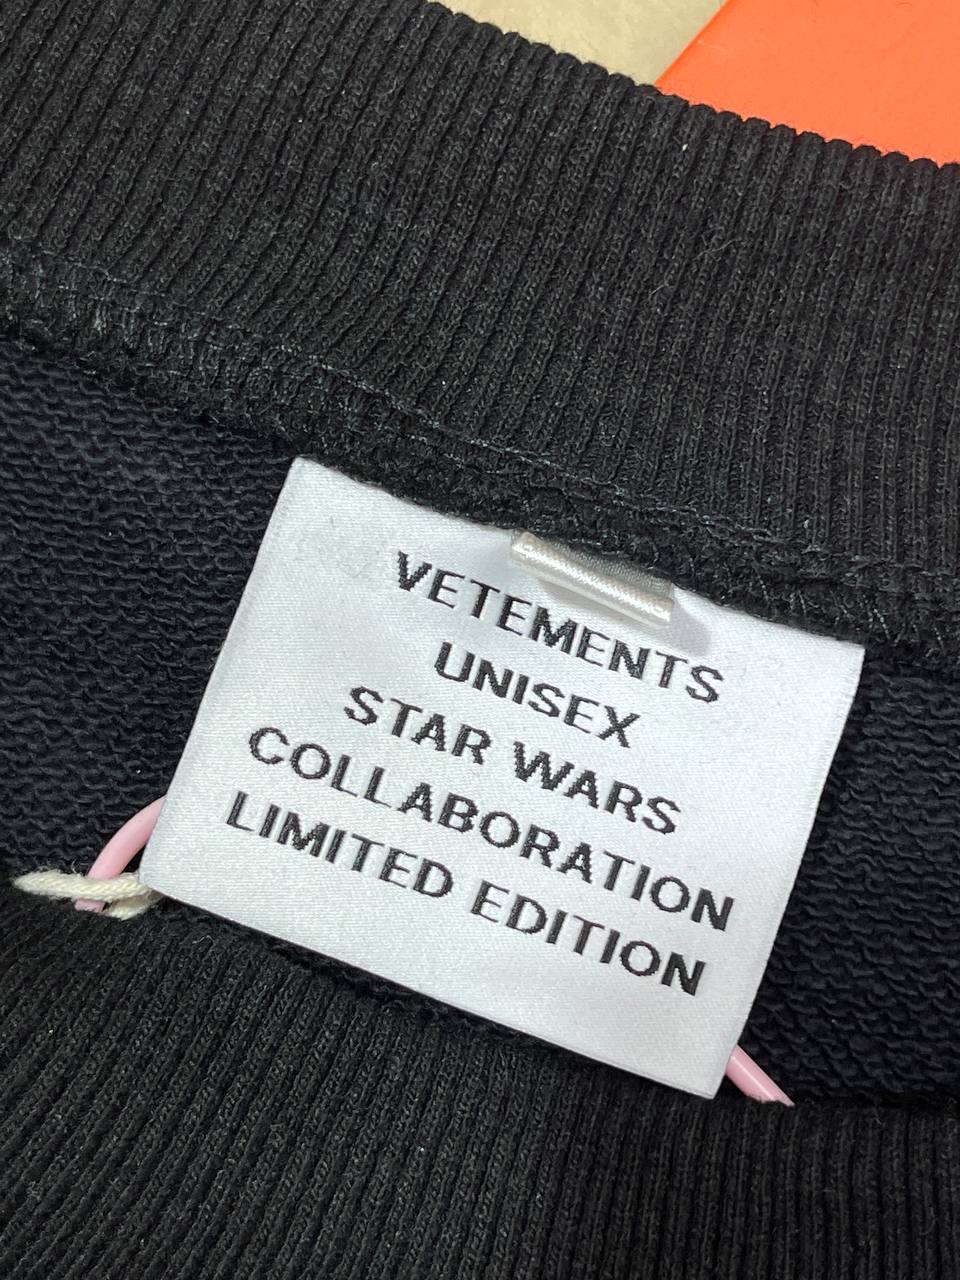 VETEMENTS
UNISEX
STAR WARS
COLLABORATION
LIMITED EDITION